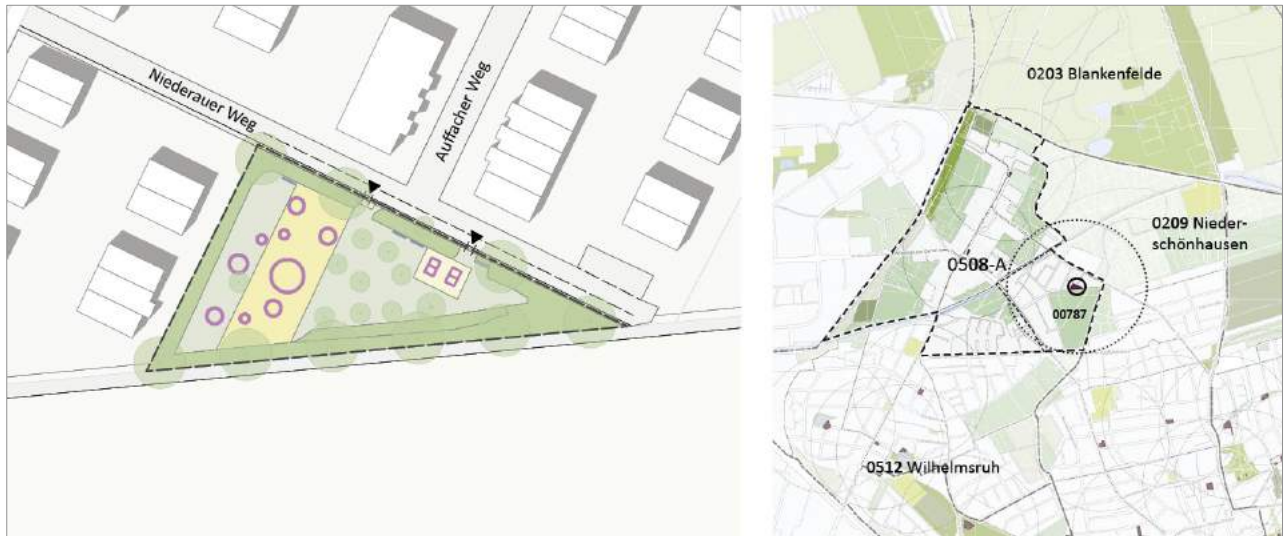 Niederauer Weg
Auffacher Weg
0203 Blankenfelde
0209 Nieder-
schönhausen
0508-A
00787
0512 Wilhelmsruh